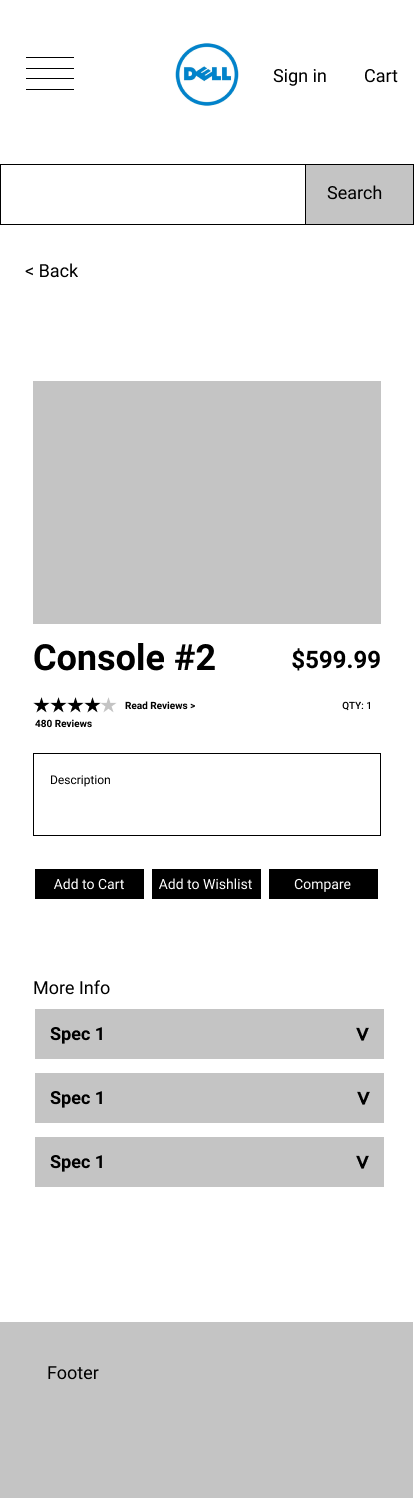 DELL
Sign in
Cart
Search
< Back
Console #2
$599.99
Read Reviews >
QTY: 1
480 Reviews
Description
Add to Cart
Add to Wishlist
Compare
More Info
Spec 1
V
Spec 1
V
Spec 1
V
Footer